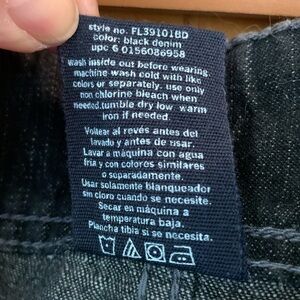 style no. FL39101BD
color: black denim
upc 6 0156086958
wash inside out before wearing.
machine wash cold with like
colors or separately. use only
non chlorine bleach when
needed.tumble dry low. warm
iron if needed.
Voltear al revés antes del
lavado y antes de usar.
Lavar a máquina con agua
fría y con colores similares
o separadamente.
Usar solamente blanqueador
sin cloro cuando se necesite.
Secar en máquina a
temperatura baja.
Plancha tibia si se necesite.